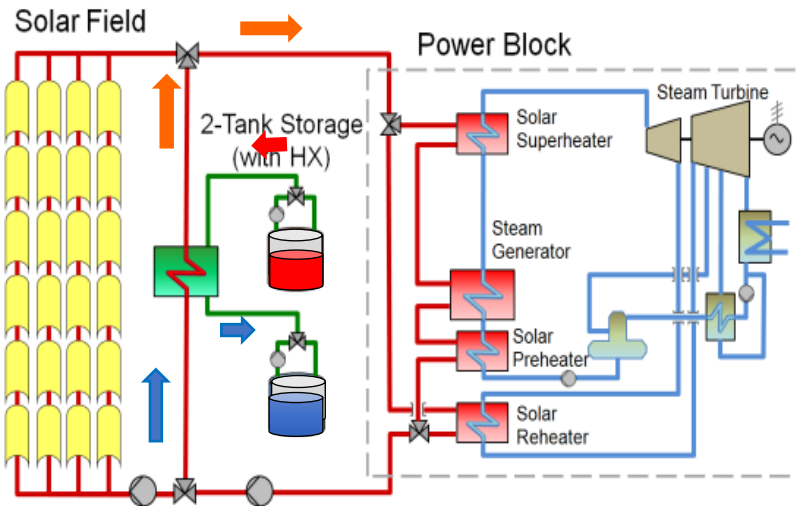 Solar Field
Power Block
2-Tank Storage
(with HX)
Solar
Superheater
Steam Turbine
Steam
Generator
Solar
Preheater
Solar
Reheater